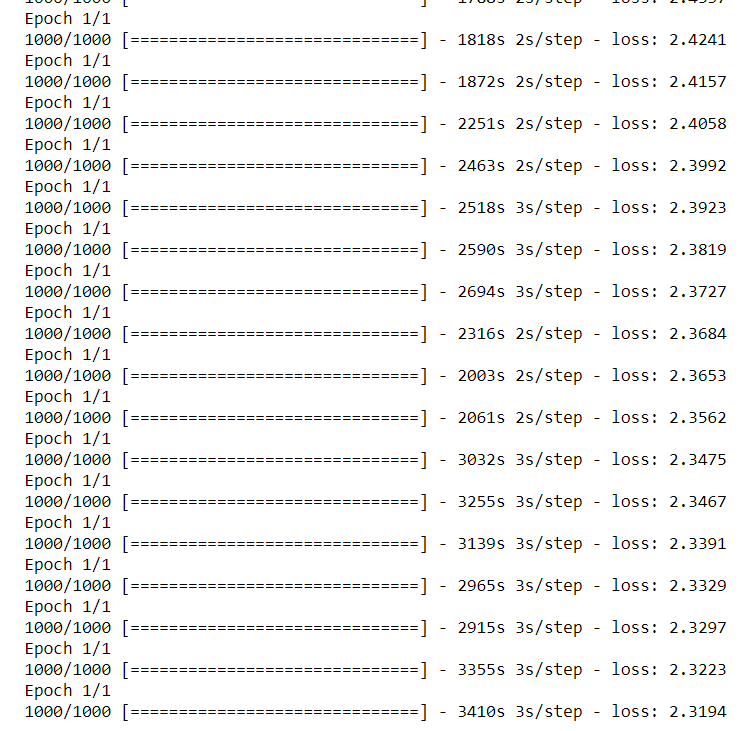 1000/1000 [==============================] - 1788s 2s/step - loss: 2.4337
Epoch 1/1
1000/1000 [==============================] - 1818s 2s/step - loss: 2.4241
Epoch 1/1
1000/1000 [==============================] - 1872s 2s/step - loss: 2.4157
Epoch 1/1
1000/1000 [==============================] - 2251s 2s/step - loss: 2.4058
Epoch 1/1
1000/1000 [==============================] - 2463s 2s/step - loss: 2.3992
Epoch 1/1
1000/1000 [==============================] - 2518s 3s/step - loss: 2.3923
Epoch 1/1
1000/1000 [==============================] - 2590s 3s/step - loss: 2.3819
Epoch 1/1
1000/1000 [==============================] - 2694s 3s/step - loss: 2.3727
Epoch 1/1
1000/1000 [==============================] - 2316s 2s/step - loss: 2.3684
Epoch 1/1
1000/1000 [==============================] - 2003s 2s/step - loss: 2.3653
Epoch 1/1
1000/1000 [==============================] - 2061s 2s/step - loss: 2.3562
Epoch 1/1
1000/1000 [==============================] - 3032s 3s/step - loss: 2.3475
Epoch 1/1
1000/1000 [==============================] - 3255s 3s/step - loss: 2.3467
Epoch 1/1
1000/1000 [==============================] - 3139s 3s/step - loss: 2.3391
Epoch 1/1
1000/1000 [==============================] - 2965s 3s/step - loss: 2.3329
Epoch 1/1
1000/1000 [==============================] - 2915s 3s/step - loss: 2.3297
Epoch 1/1
1000/1000 [==============================] - 3355s 3s/step - loss: 2.3223
Epoch 1/1
1000/1000 [==============================] - 3410s 3s/step - loss: 2.3194